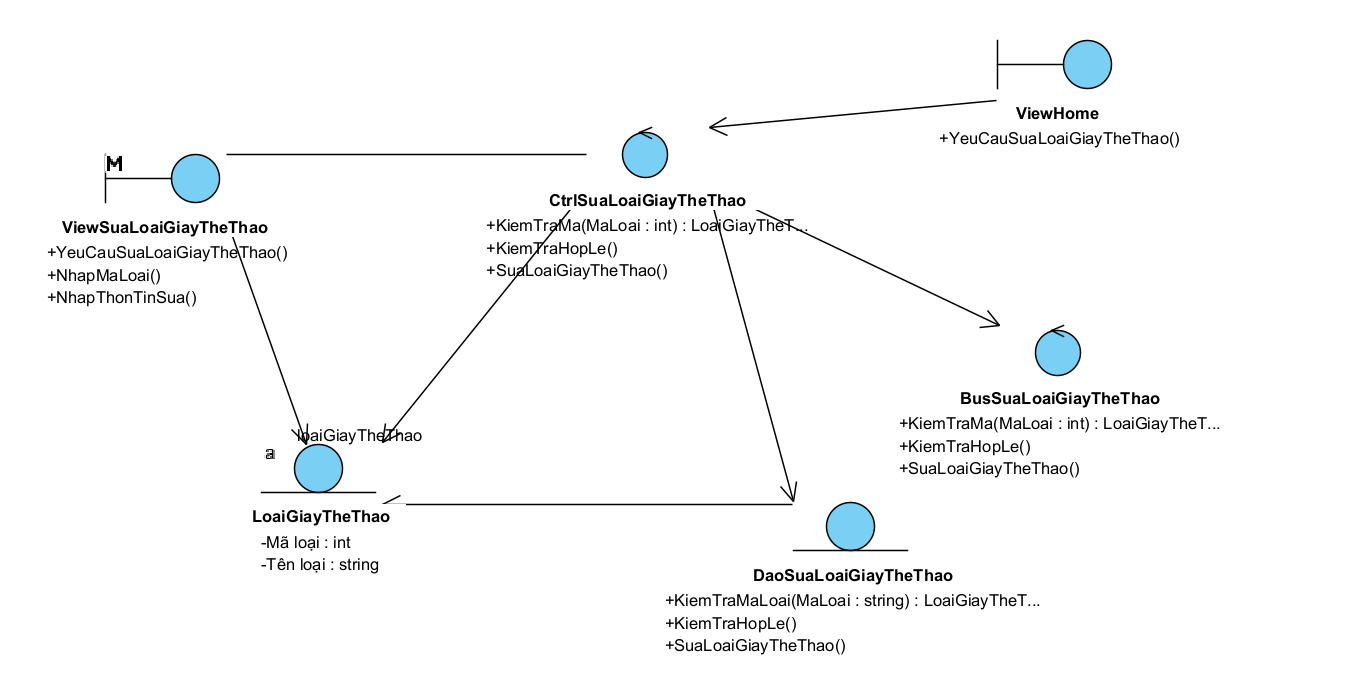 ViewHome
+YeuCauSuaLoaiGiayTheThao()
M
ViewSuaLoaiGiayTheThao
+YeuCauSuaLoaiGiayTheThao()
+NhapMaLoai()
+NhapThonTinSua()
CtrlSuaLoaiGiayTheThao
+KiemTraMa(MaLoai : int) : LoaiGiayTheT...
+KiemTraHopLe()
+SuaLoaiGiayTheThao()
BusSuaLoaiGiayTheThao
+KiemTraMa(MaLoai : int) : LoaiGiayTheT...
+KiemTraHopLe()
+SuaLoaiGiayTheThao()
loaiGiayTheThao
a
LoaiGiayTheThao
-Mã loại : int
-Tên loại : string
DaoSuaLoaiGiayTheThao
+KiemTraMaLoai(MaLoai : string) : LoaiGiayTheT...
+KiemTraHopLe()
+SuaLoaiGiayTheThao()